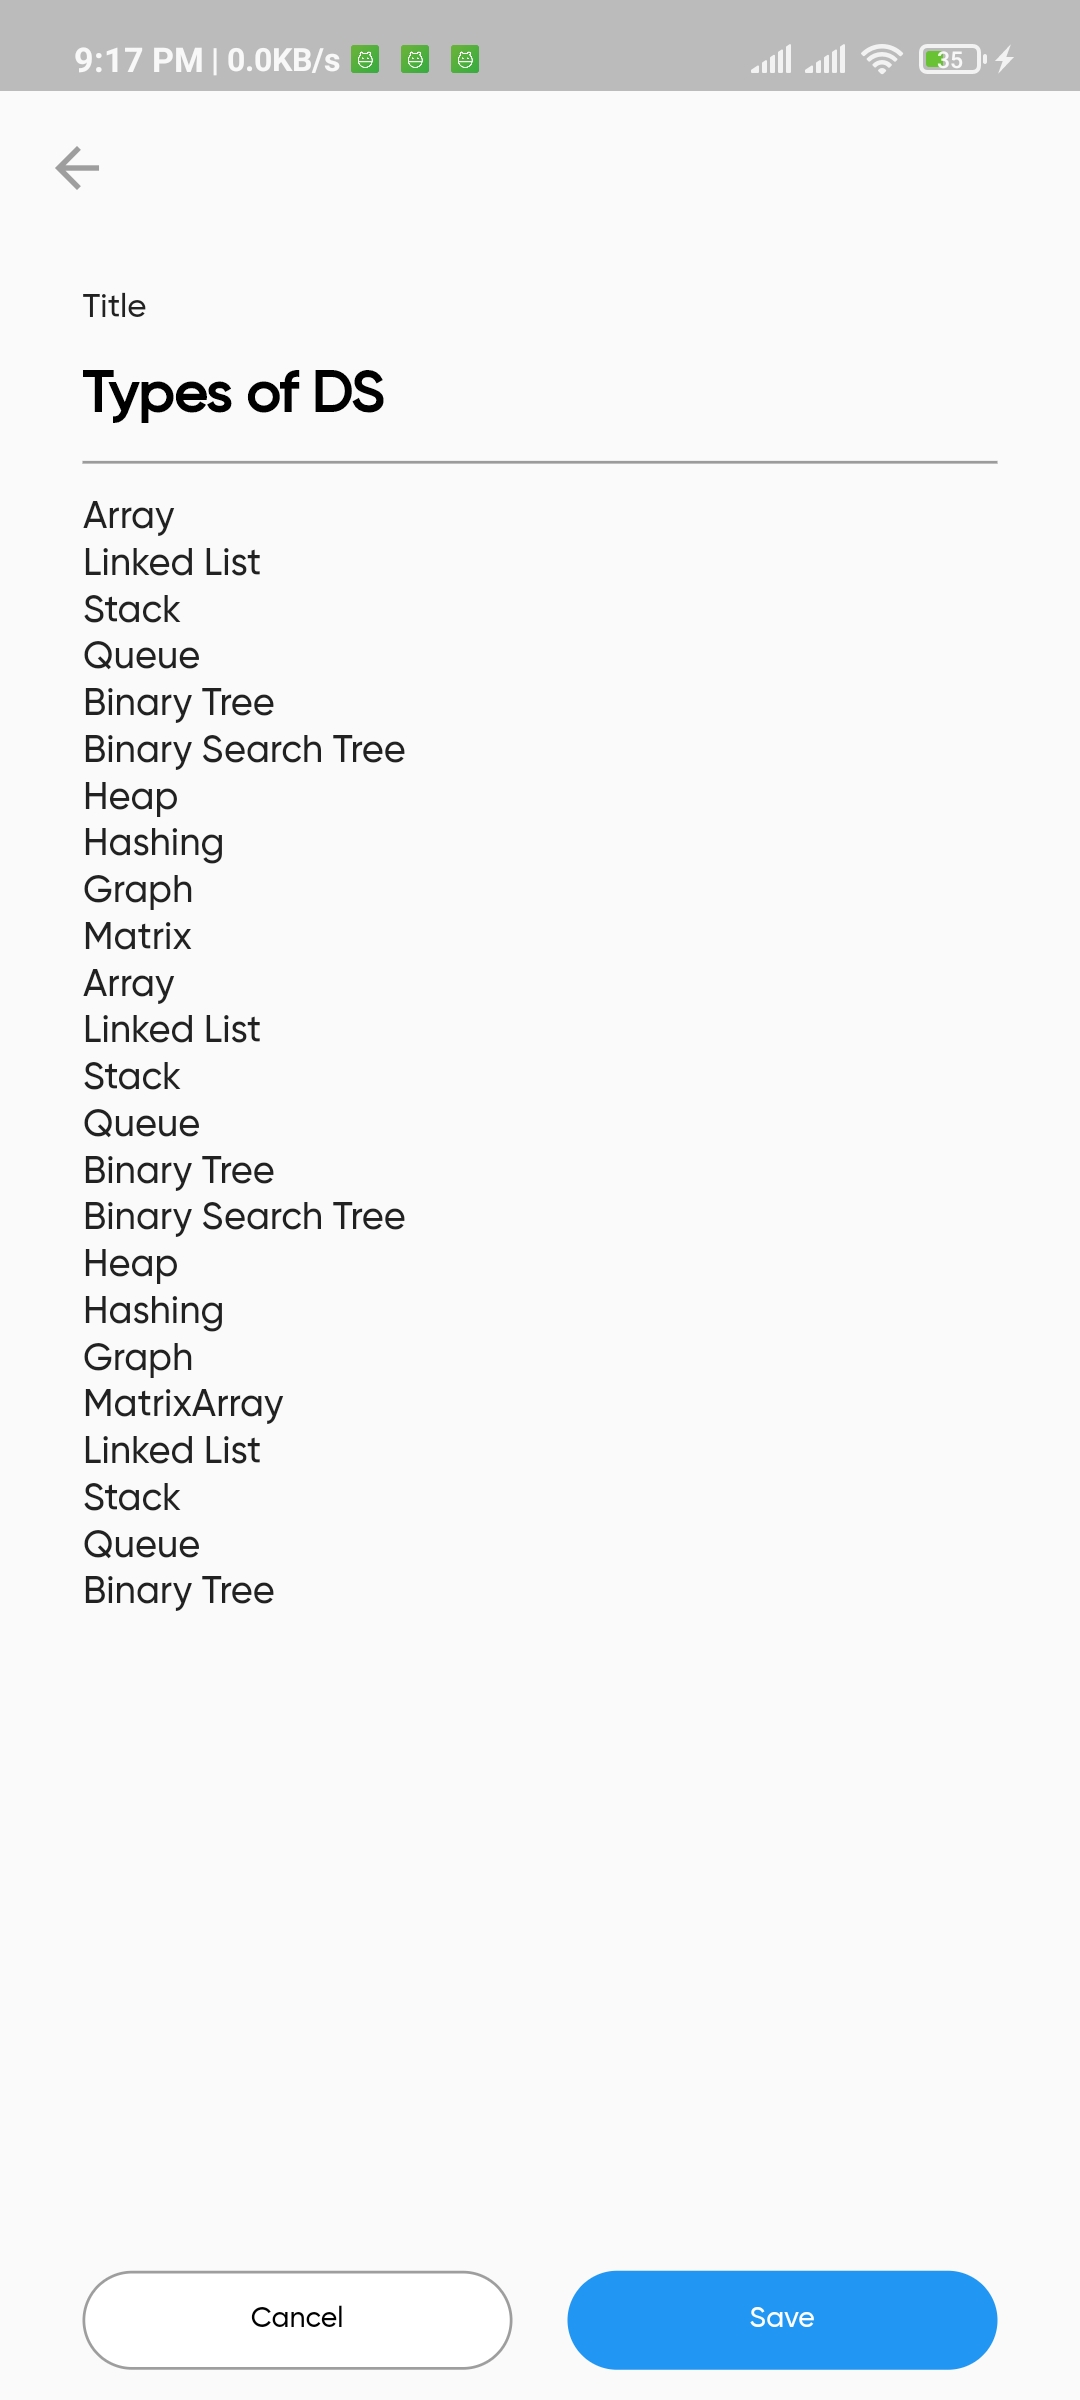 9:17 PM | 0.0KB/s
35
Title
Types of DS
Array
Linked List
Stack
Queue
Binary Tree
Binary Search Tree
Heap
Hashing
Graph
Matrix
Array
Linked List
Stack
Queue
Binary Tree
Binary Search Tree
Heap
Hashing
Graph
MatrixArray
Linked List
Stack
Queue
Binary Tree
Cancel
Save